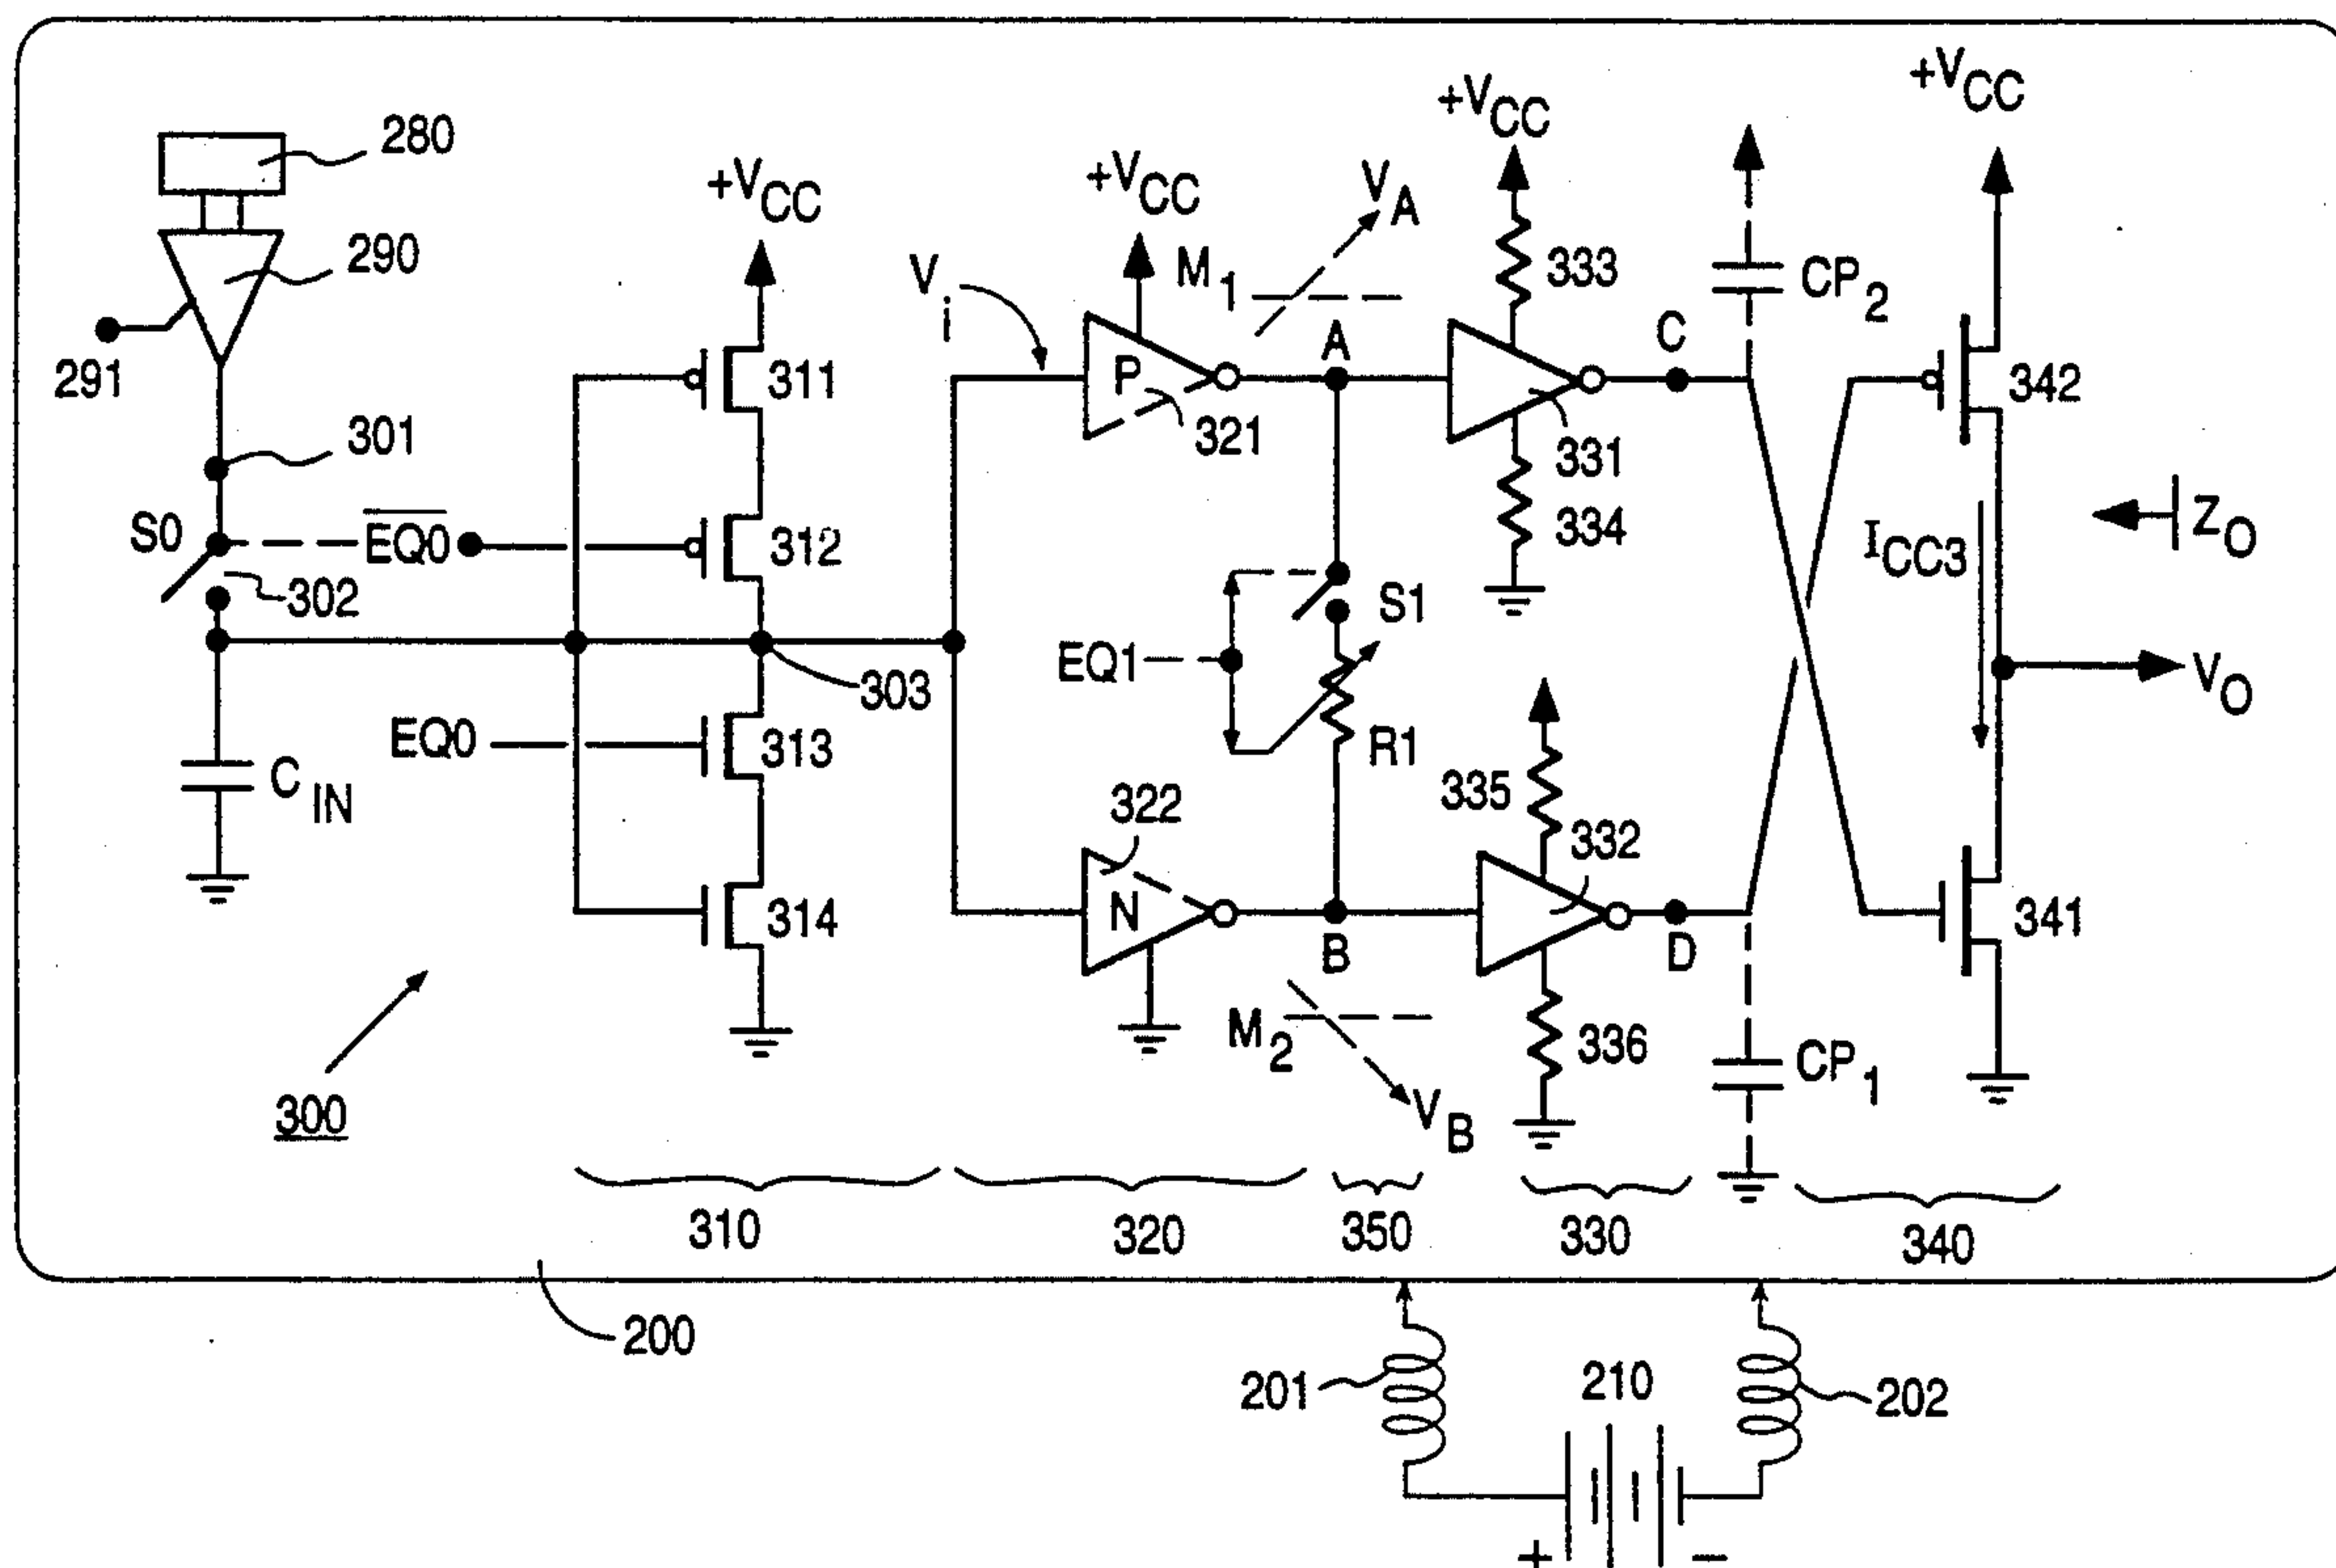 280
290
291
301
S0
302
EQ0
C IN
300
+VCC
311
312
303
EQ0
313
314
310
Vi
+VCC
P
321
M1
VA
A
EQ1
S1
R1
322
N
B
M2
VB
320
350
+VCC
333
331
334
C
335
332
336
D
330
CP2
CP1
+VCC
342
ICC3
ZO
VO
341
340
200
201
210
202
+ −